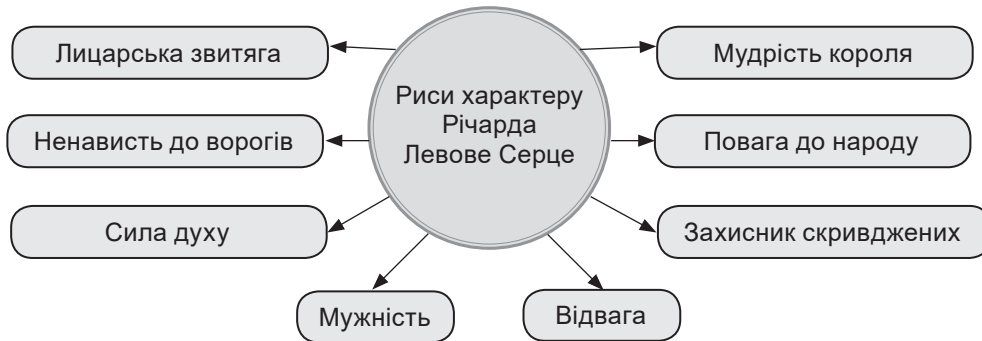 Лицарська звитяга
Мудрість короля
Риси характеру
Річарда
Левове Серце
Ненависть до ворогів
Повага до народу
Сила духу
Захисник скривджених
Мужність
Відвага